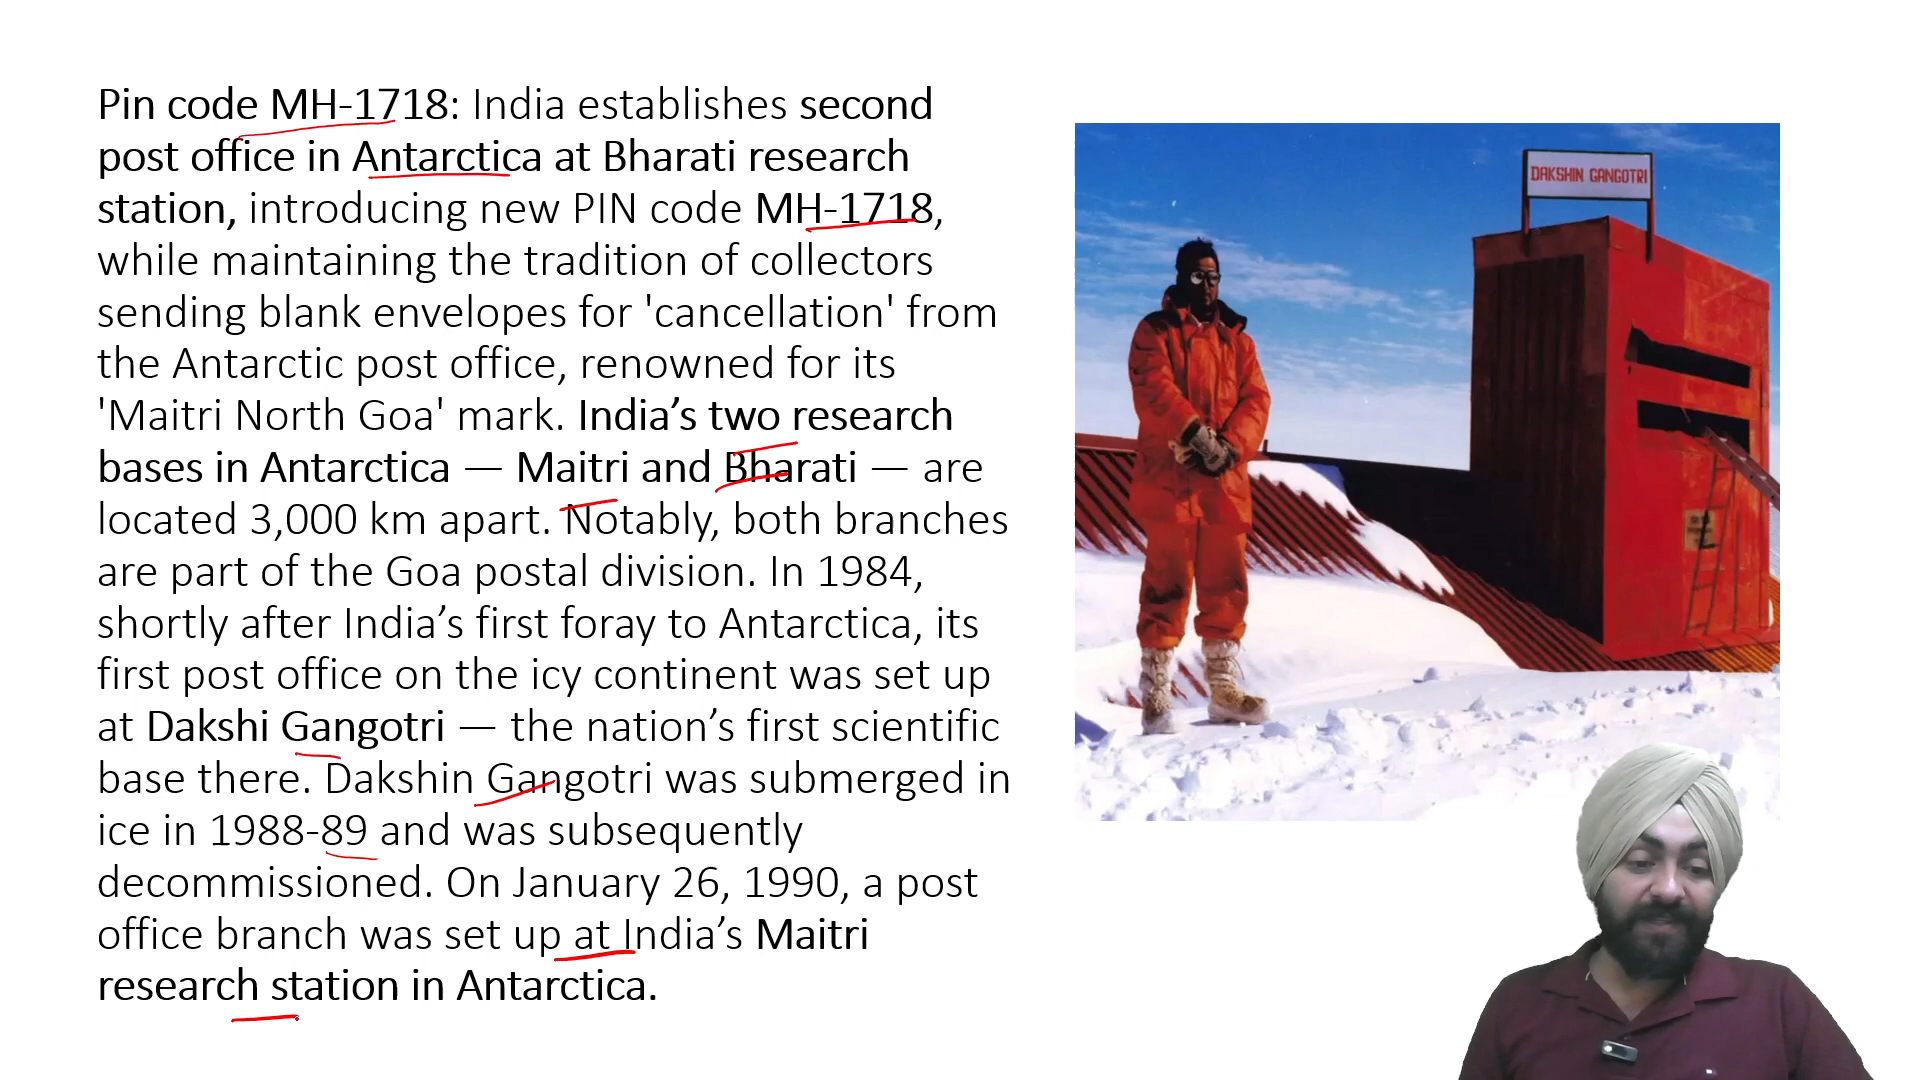 Pin code MH-1718: India establishes second
post office in Antarctica at Bharati research
station, introducing new PIN code MH-1718,
while maintaining the tradition of collectors
sending blank envelopes for 'cancellation' from
the Antarctic post office, renowned for its
'Maitri North Goa' mark. India’s two research
bases in Antarctica — Maitri and Bharati — are
located 3,000 km apart. Notably, both branches
are part of the Goa postal division. In 1984,
shortly after India’s first foray to Antarctica, its
first post office on the icy continent was set up
at Dakshi Gangotri — the nation’s first scientific
base there. Dakshin Gangotri was submerged in
ice in 1988-89 and was subsequently
decommissioned. On January 26, 1990, a post
office branch was set up at India’s Maitri
research station in Antarctica.
DAKSHIN GANGOTRI